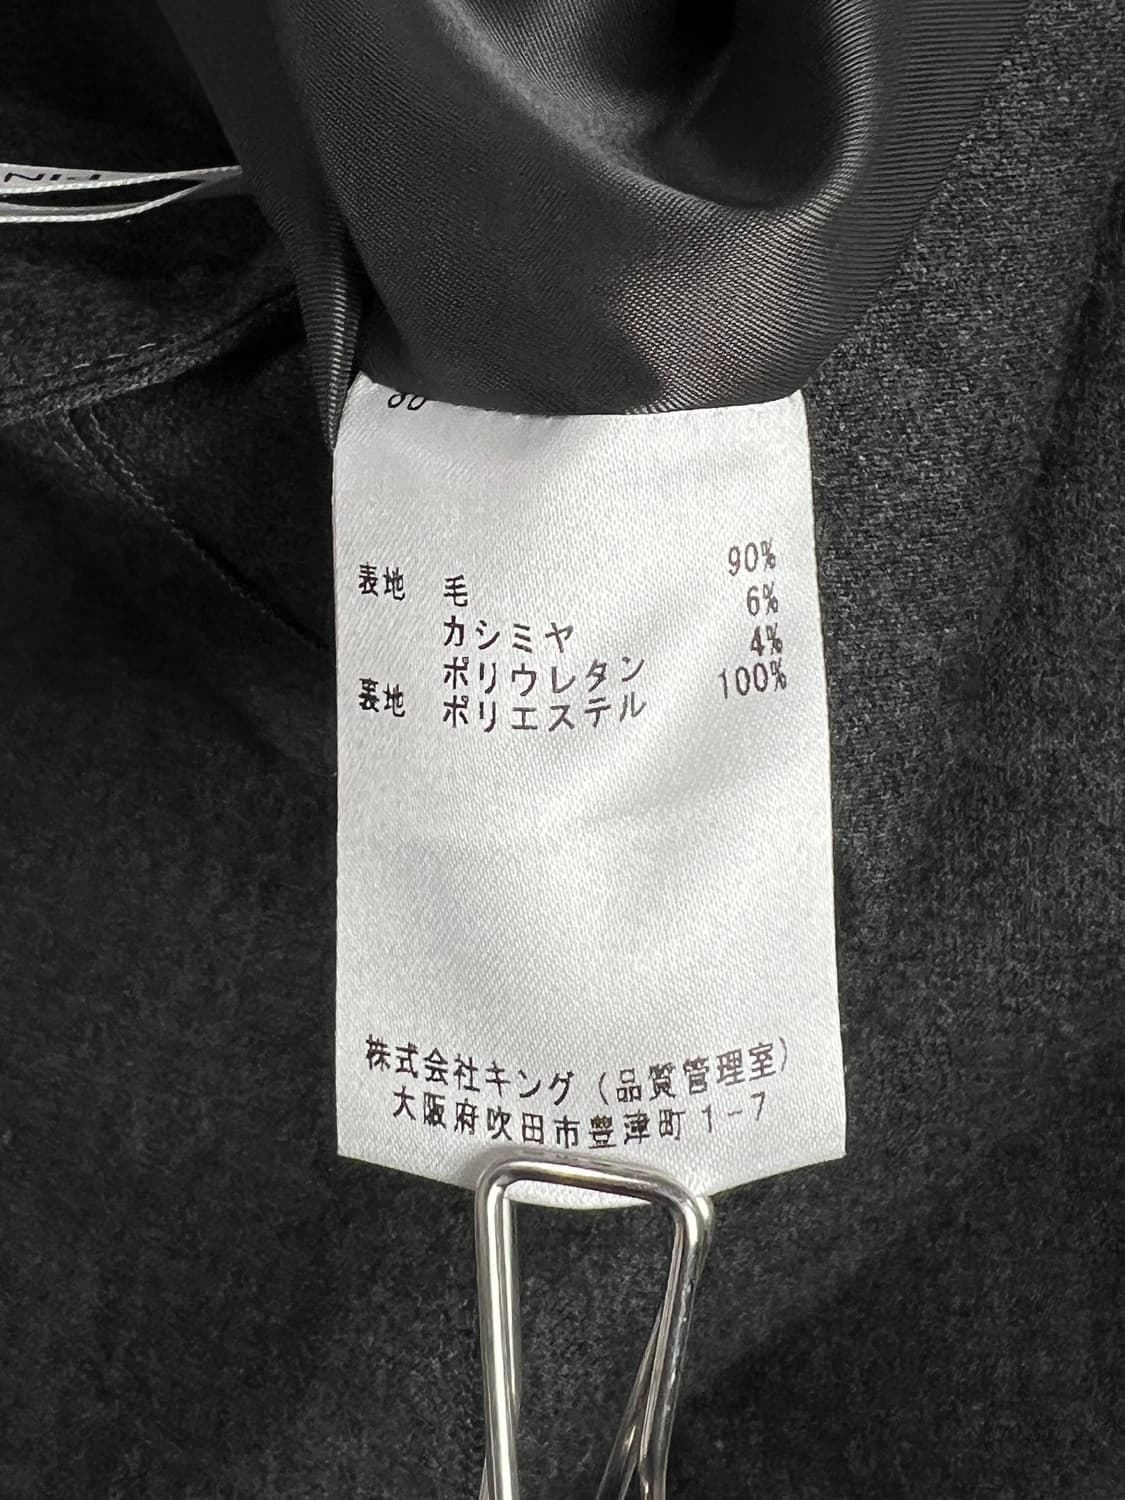 表地 毛 90%
カシミヤ 6%
ポリウレタン 4%
表地 ポリエステル 100%
株式会社キング（品質管理室）
大阪府吹田市豊津町1-7